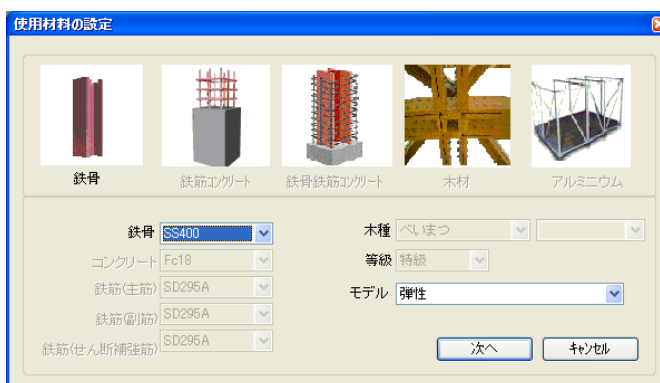 使用材料の設定
鉄骨
鉄筋コンクリート
鉄骨鉄筋コンクリート
木材
アルミニウム
鉄骨 SS400
コンクリート Fc18
鉄筋(主筋) SD295A
鉄筋(副筋) SD295A
鉄筋(せん断補強筋) SD295A
木種 べいまつ
等級 特級
モデル 弾性
次へ
キャンセル